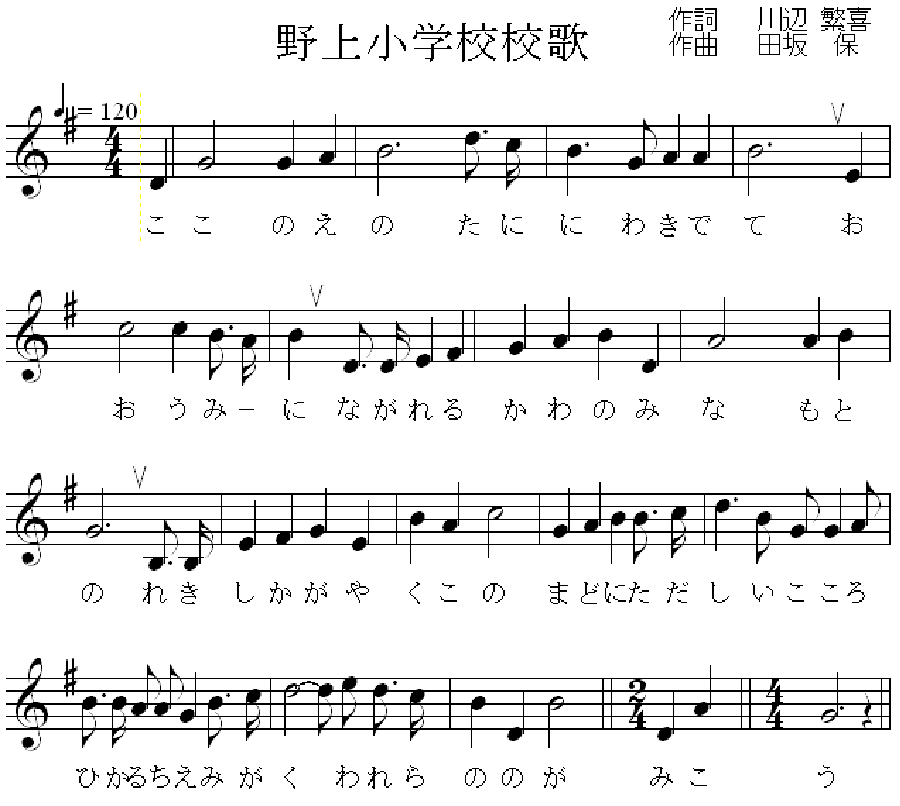 野上小学校校歌
作詞 川辺 繁喜
作曲 田坂 保
= 120
4 4
ここのえのたににわきでてお
おうみ−にながれるかわのみなもと
のれきしかがやくこのまどにただしいこころ
2 4 4 4
ひかるちえみがくわれらののがみこう